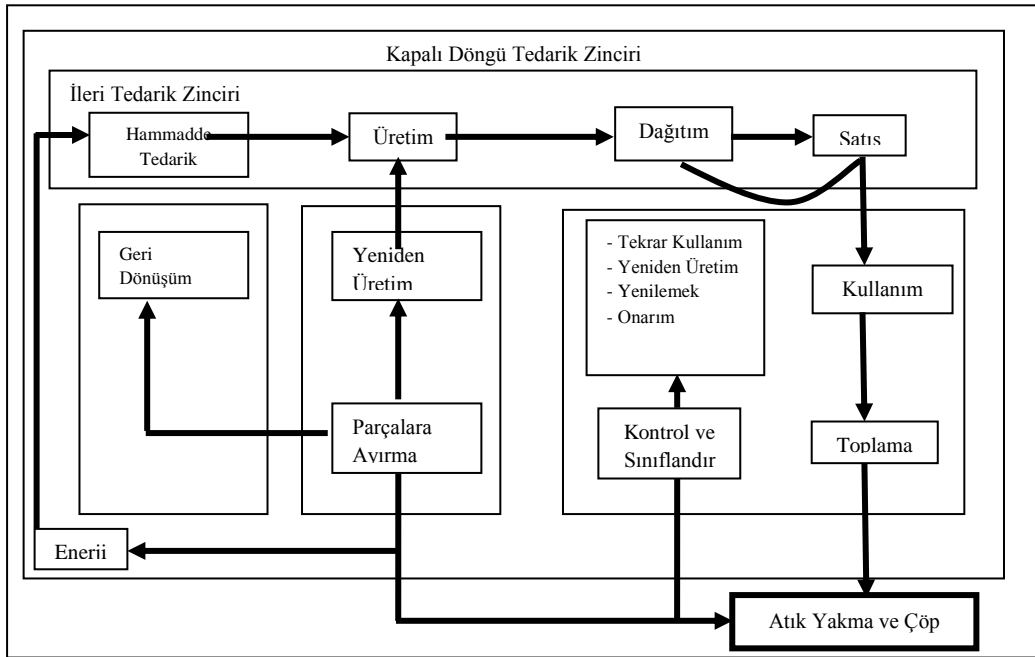 Kapalı Döngü Tedarik Zinciri
İleri Tedarik Zinciri
Hammadde
Tedarik
Üretim
Dağıtım
Satıs
Geri
Dönüşüm
Yeniden
Üretim
- Tekrar Kullanım
- Yeniden Üretim
- Yenilemek
- Onarım
Kullanım
Parçalara
Ayırma
Kontrol ve
Sınıflandır
Toplama
Enerji
Atık Yakma ve Çöp